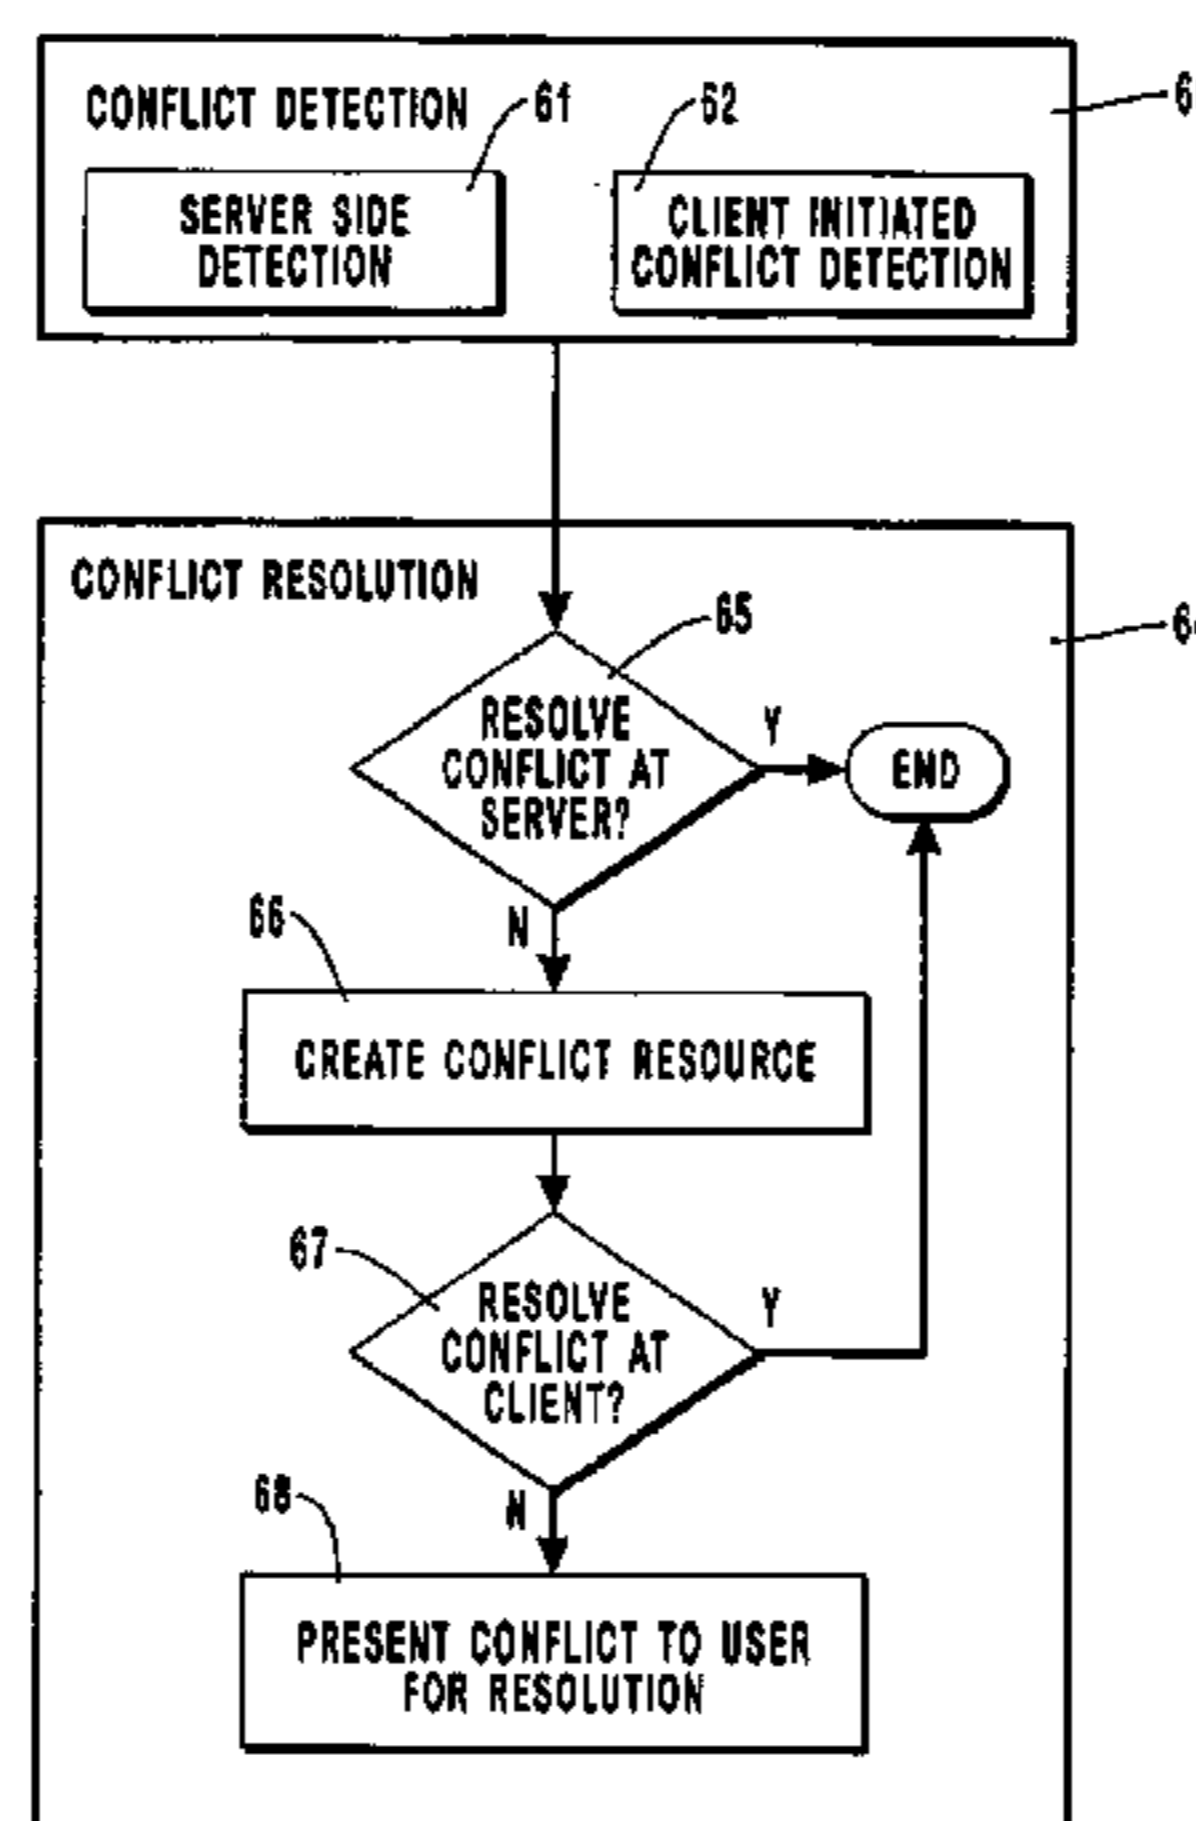 CONFLICT DETECTION
61
62
6
SERVER SIDE
DETECTION
CLIENT INITIATED
CONFLICT DETECTION
CONFLICT RESOLUTION
65
RESOLVE
CONFLICT AT
SERVER?
Y
END
N
66
CREATE CONFLICT RESOURCE
67
RESOLVE
CONFLICT AT
CLIENT?
Y
N
68
PRESENT CONFLICT TO USER
FOR RESOLUTION